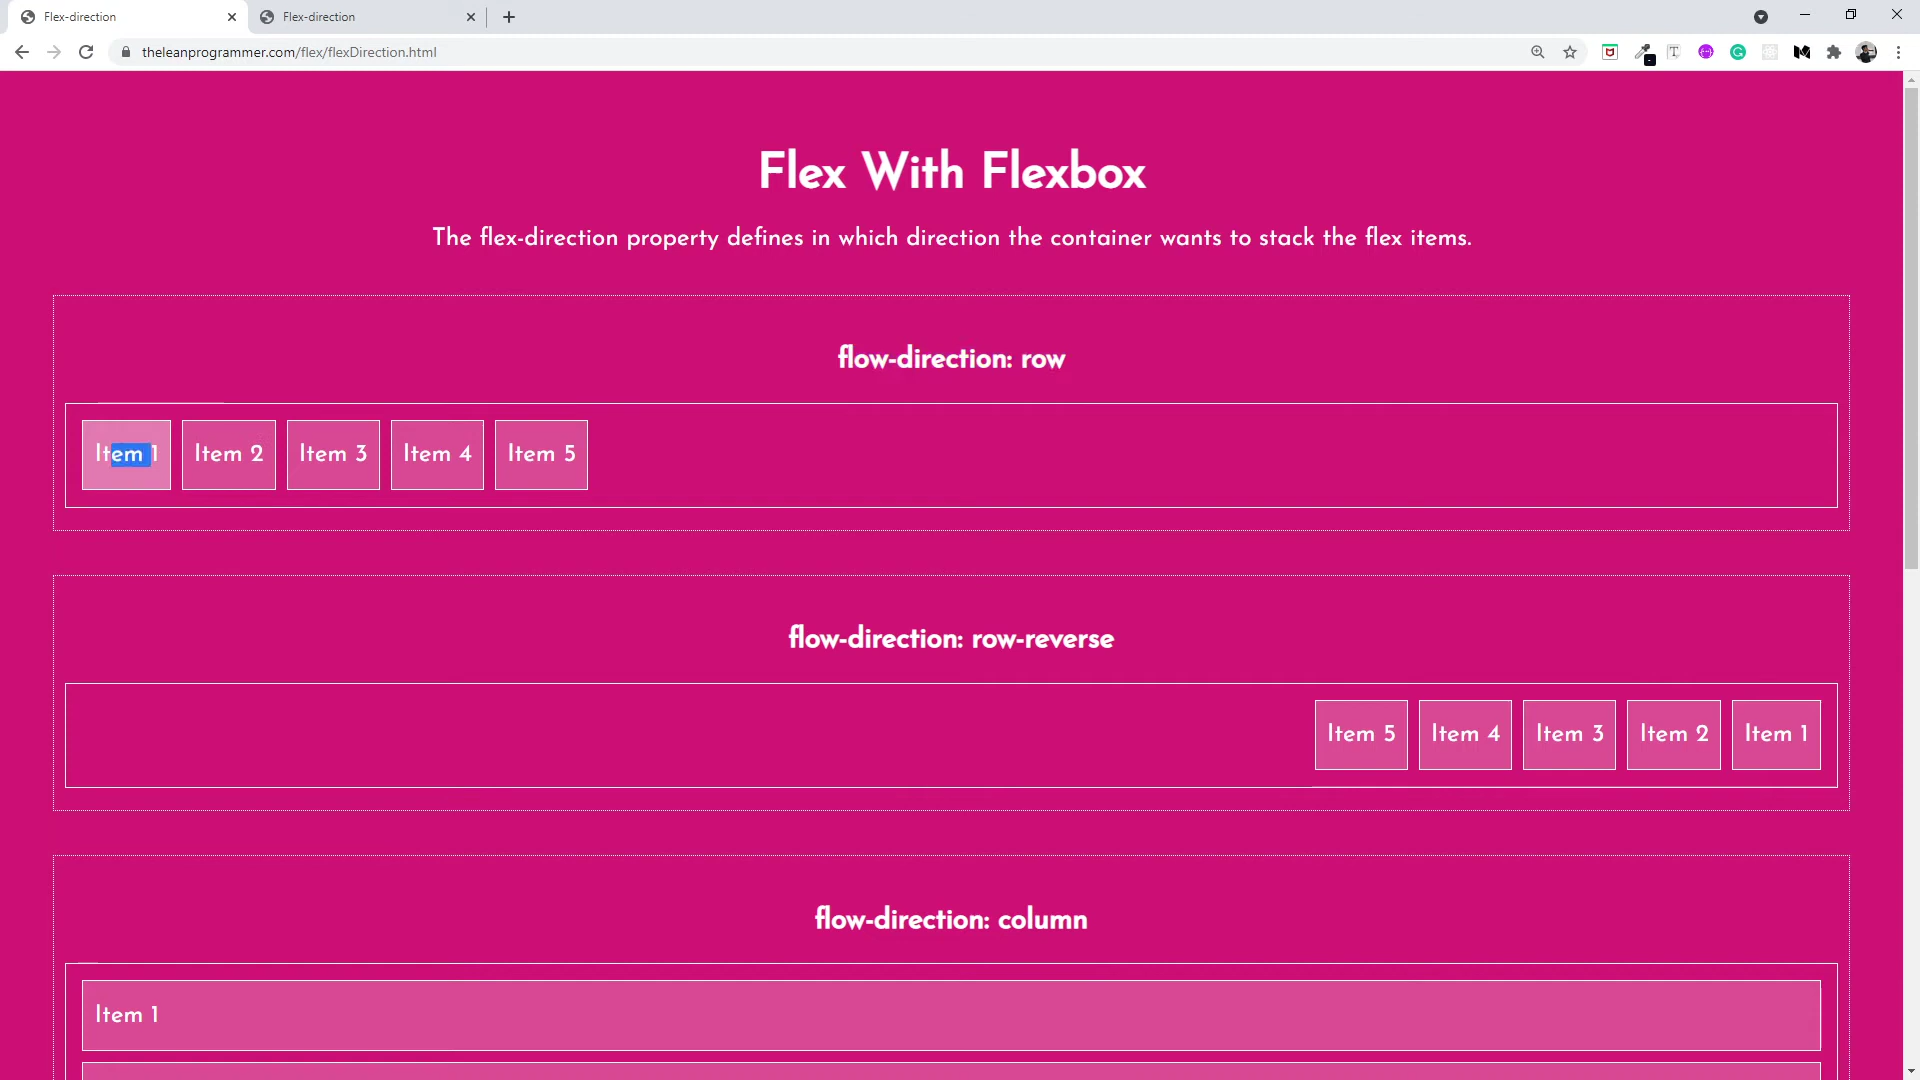 Flex-direction
Flex-direction
theleanprogrammer.com/flex/flexDirection.html
Flex With Flexbox
The flex-direction property defines in which direction the container wants to stack the flex items.
flow-direction: row
Item 1 Item 2 Item 3 Item 4 Item 5
flow-direction: row-reverse
Item 5 Item 4 Item 3 Item 2 Item 1
flow-direction: column
Item 1